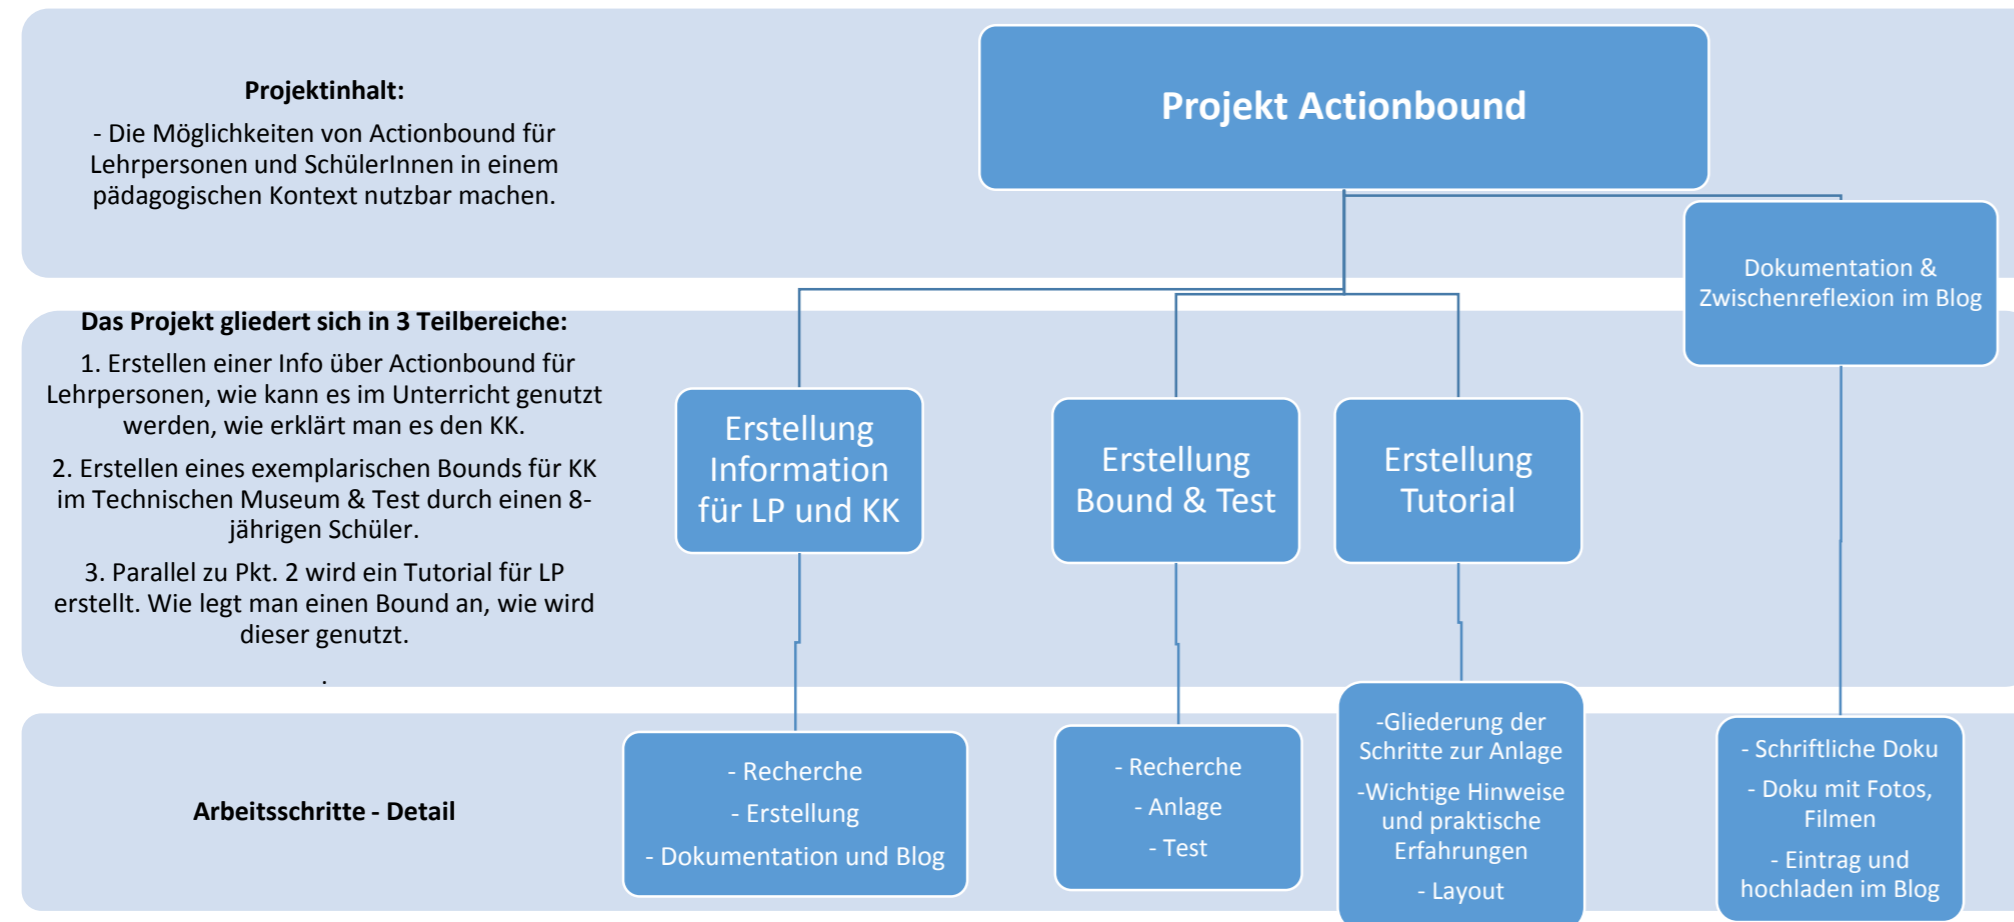 Projektinhalt:
- Die Möglichkeiten von Actionbound für
Lehrpersonen und SchülerInnen in einem
pädagogischen Kontext nutzbar machen.
Projekt Actionbound
Dokumentation &
Zwischenreflexion im Blog
Das Projekt gliedert sich in 3 Teilbereiche:
1. Erstellen einer Info über Actionbound für
Lehrpersonen, wie kann es im Unterricht genutzt
werden, wie erklärt man es den KK.
2. Erstellen eines exemplarischen Bounds für KK
im Technischen Museum & Test durch einen 8-
jährigen Schüler.
3. Parallel zu Pkt. 2 wird ein Tutorial für LP
erstellt. Wie legt man einen Bound an, wie wird
dieser genutzt.
.
Erstellung
Information
für LP und KK
Erstellung
Bound & Test
Erstellung
Tutorial
Arbeitsschritte - Detail
- Recherche
- Erstellung
- Dokumentation und Blog
- Recherche
- Anlage
- Test
-Gliederung der
Schritte zur Anlage
-Wichtige Hinweise
und praktische
Erfahrungen
- Layout
- Schriftliche Doku
- Doku mit Fotos,
Filmen
- Eintrag und
hochladen im Blog